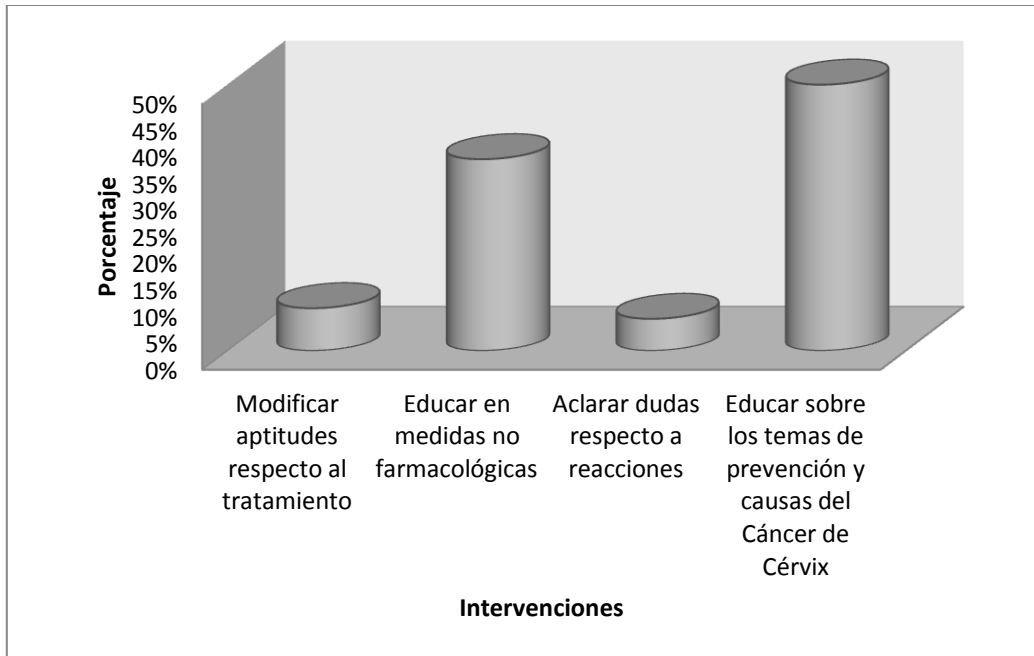 50%
45%
40%
35%
30%
25%
20%
15%
10%
5%
0%
Porcentaje
Modificar
aptitudes
respecto al
tratamiento
Educar en
medidas no
farmacológicas
Aclarar dudas
respecto a
reacciones
Educar sobre
los temas de
prevención y
causas del
Cáncer de
Cérvix
Intervenciones